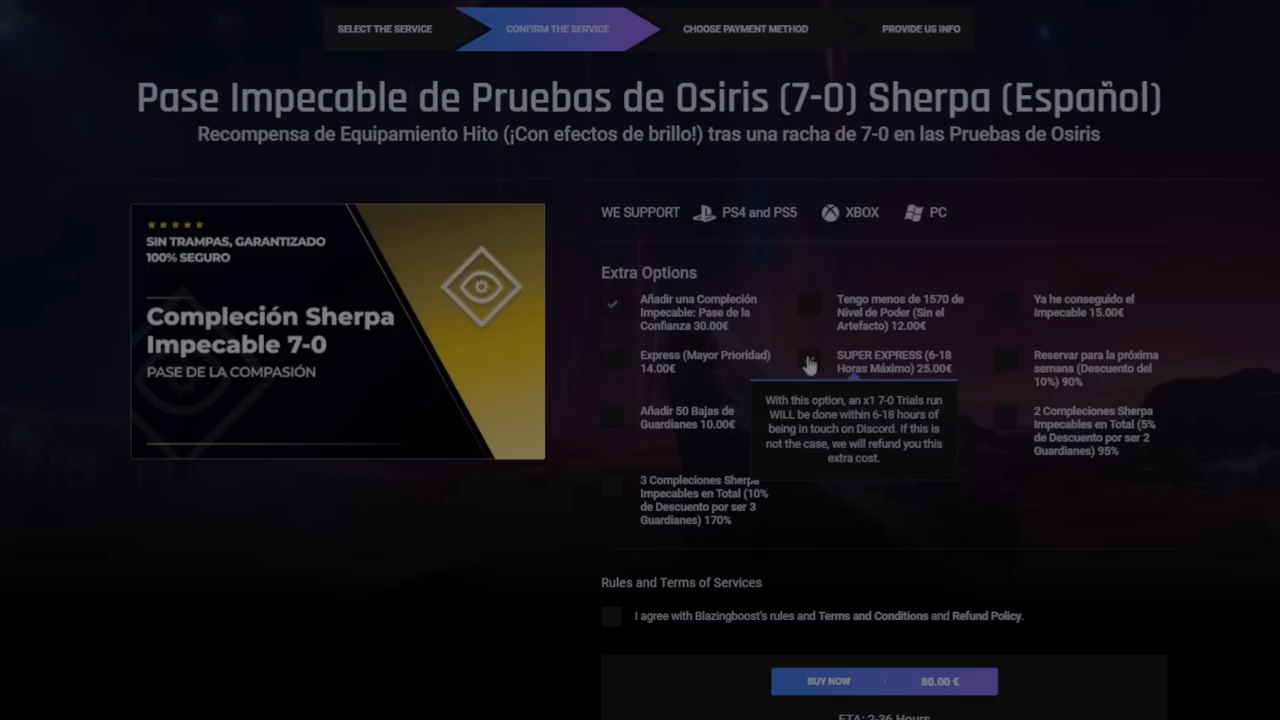 SELECT THE SERVICE
CONFIRM THE SERVICE
CHOOSE PAYMENT METHOD
PROVIDE US INFO
Pase Impecable de Pruebas de Osiris (7-0) Sherpa (Español)
Recompensa de Equipamiento Hito (¡Con efectos de brillo!) tras una racha de 7-0 en las Pruebas de Osiris
SIN TRAMPAS, GARANTIZADO
100% SEGURO
Compleción Sherpa
Impecable 7-0
PASE DE LA COMPASIÓN
WE SUPPORT
PS4 and PS5
XBOX
PC
Extra Options
Añadir una Compleción
Impecable: Pase de la
Confianza 30.00€
Tengo menos de 1570 de
Nivel de Poder (Sin el
Artefacto) 12.00€
Ya he conseguido el
Impecable 15.00€
Express (Mayor Prioridad)
14.00€
SUPER EXPRESS (6-18
Horas Máximo) 25.00€
Reservar para la próxima
semana (Descuento del
10%) 90%
With this option, an x1 7-0 Trials run
WILL be done within 6-18 hours of
being in touch on Discord. If this is
not the case, we will refund you this
extra cost.
Añadir 50 Bajas de
Guardianes 10.00€
2 Compleciones Sherpa
Impecables en Total (5%
de Descuento por ser 2
Guardianes) 95%
3 Compleciones Sherpa
Impecables en Total (10%
de Descuento por ser 3
Guardianes) 170%
Rules and Terms of Services
I agree with Blazingboost's rules and Terms and Conditions and Refund Policy.
BUY NOW
80.00 €
ETA: 2-36 Hours